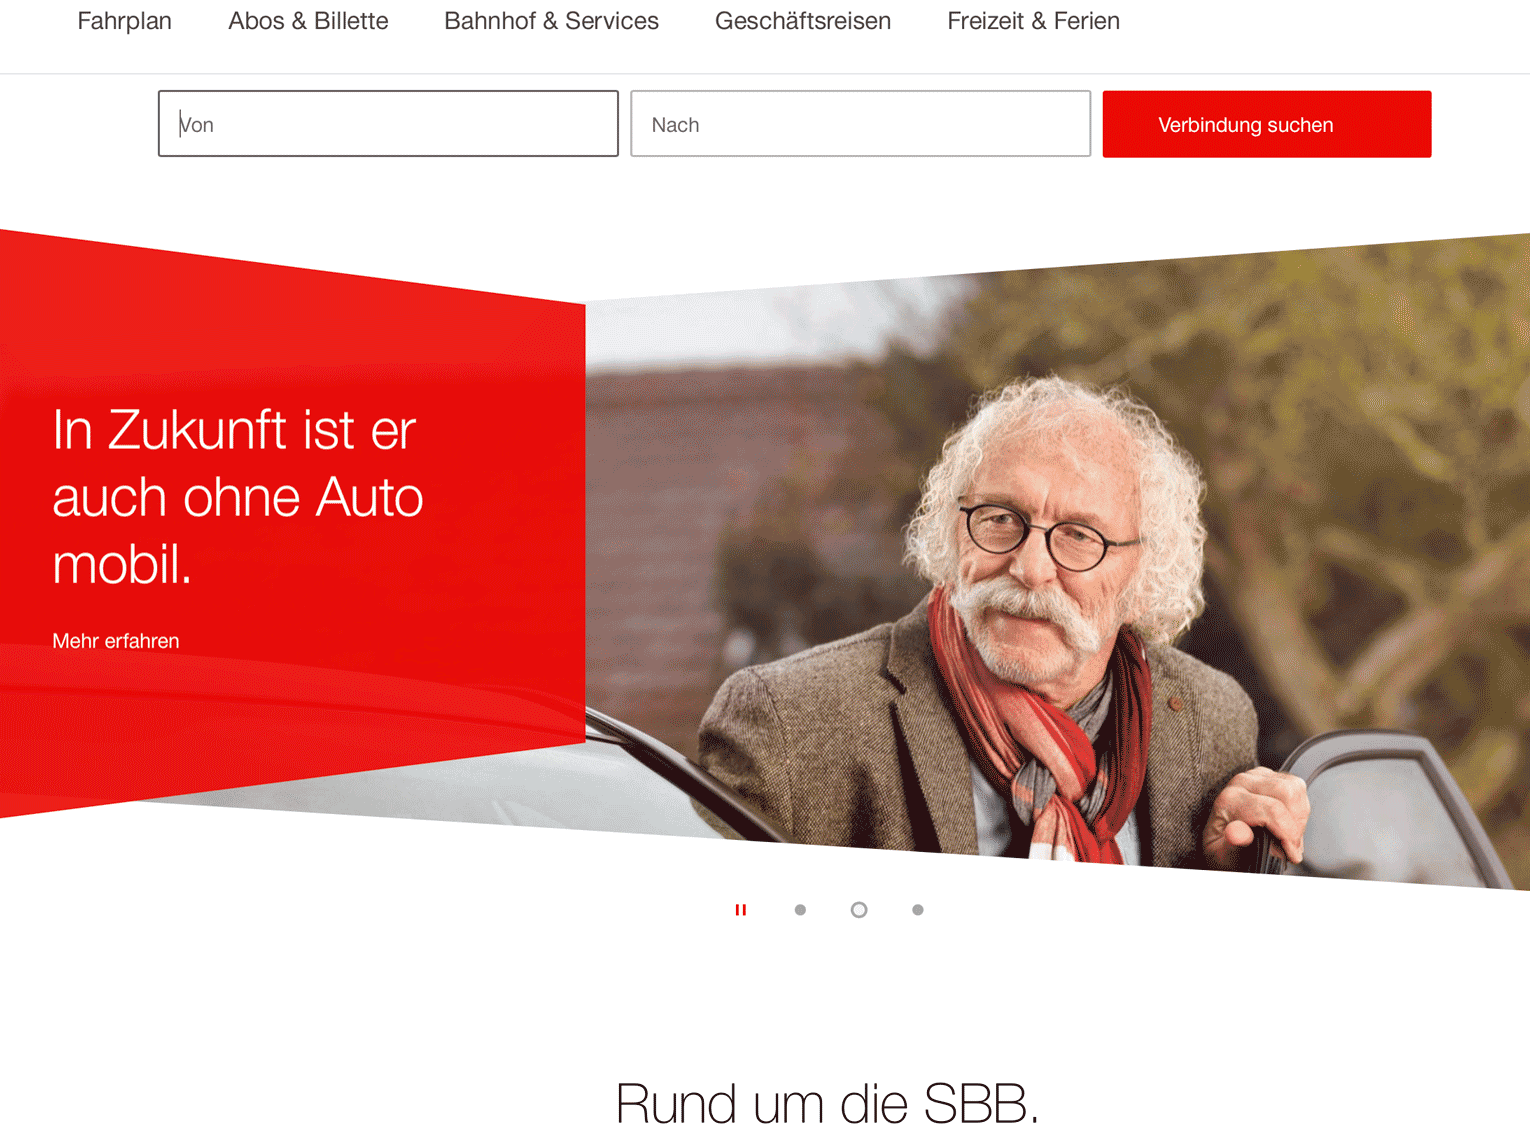 Fahrplan Abos & Billette Bahnhof & Services Geschäftsreisen Freizeit & Ferien
Von Nach Verbindung suchen
In Zukunft ist er
auch ohne Auto
mobil.
Mehr erfahren
Rund um die SBB.